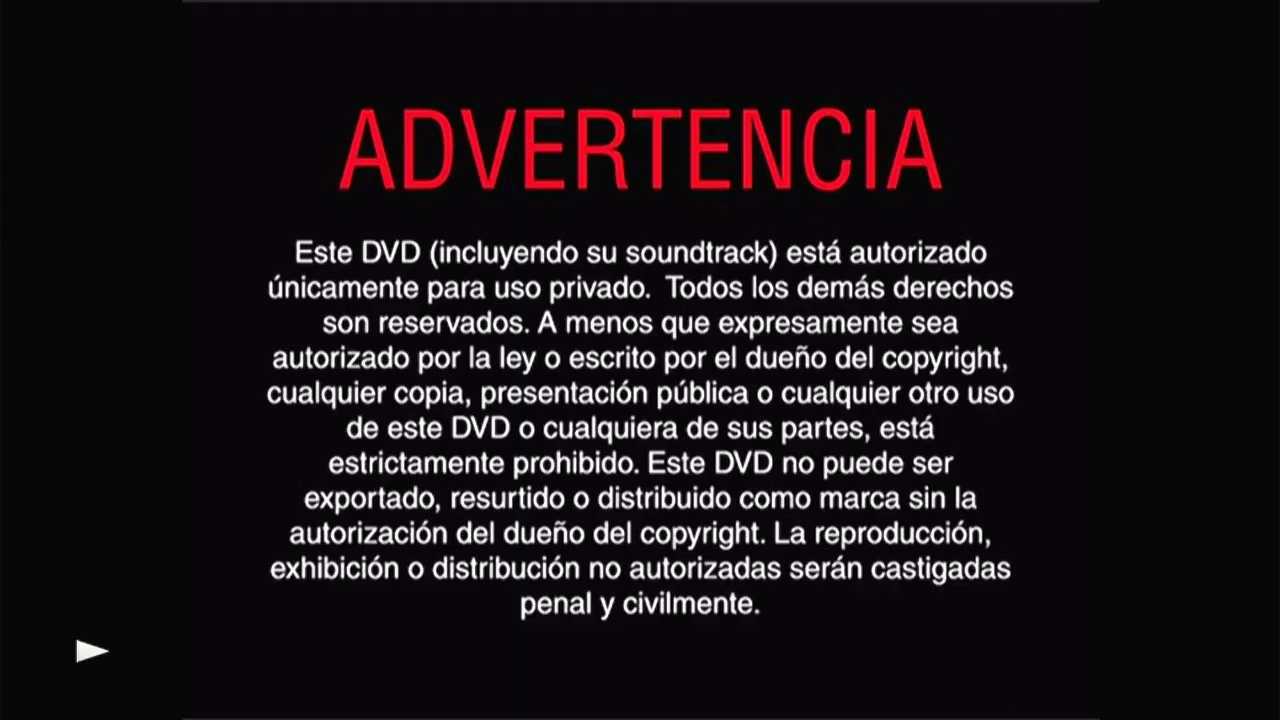 ADVERTENCIA
Este DVD (incluyendo su soundtrack) está autorizado
únicamente para uso privado.  Todos los demás derechos
son reservados. A menos que expresamente sea
autorizado por la ley o escrito por el dueño del copyright,
cualquier copia, presentación pública o cualquier otro uso
de este DVD o cualquiera de sus partes, está
estrictamente prohibido. Este DVD no puede ser
exportado, resurtido o distribuido como marca sin la
autorización del dueño del copyright. La reproducción,
exhibición o distribución no autorizadas serán castigadas
penal y civilmente.